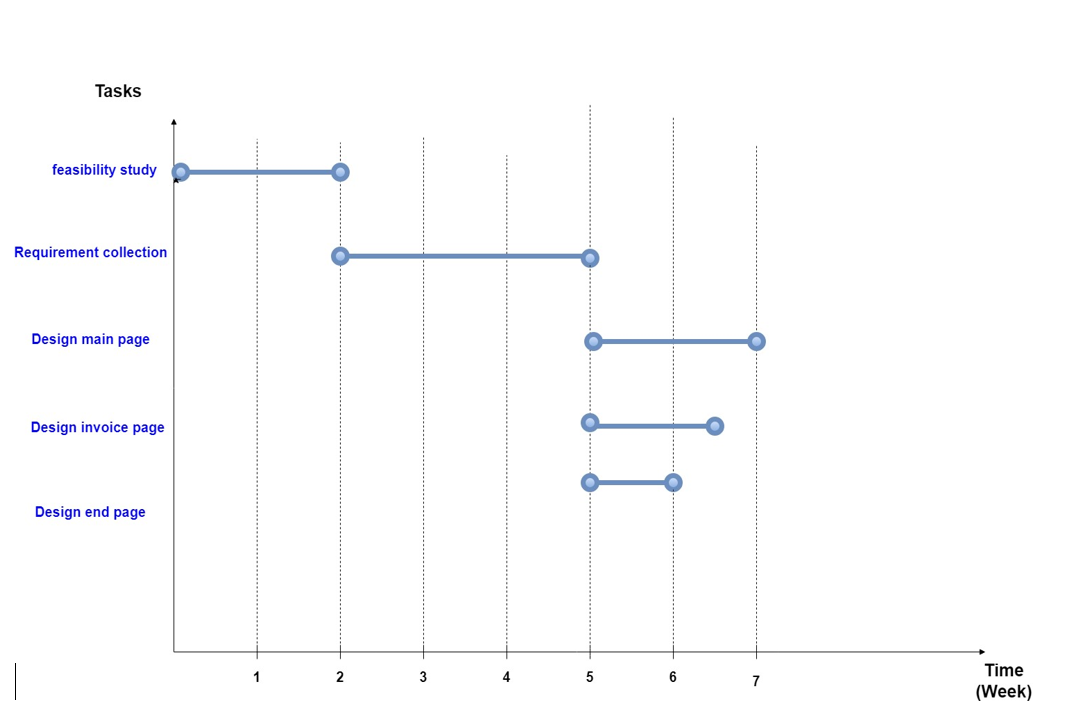 Tasks
feasibility study
Requirement collection
Design main page
Design invoice page
Design end page
1 2 3 4 5 6 7
Time
(Week)